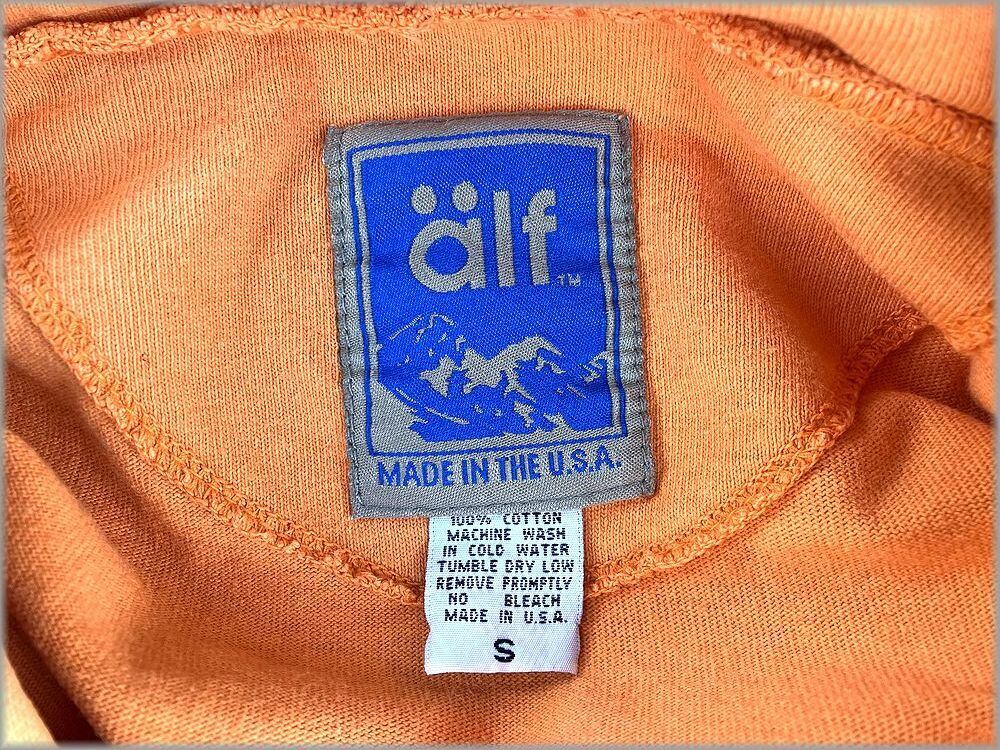 älf TM
MADE IN THE U.S.A.
100% COTTON
MACHINE WASH
IN COLD WATER
TUMBLE DRY LOW
REMOVE PROMPTLY
NO BLEACH
MADE IN U.S.A.
S